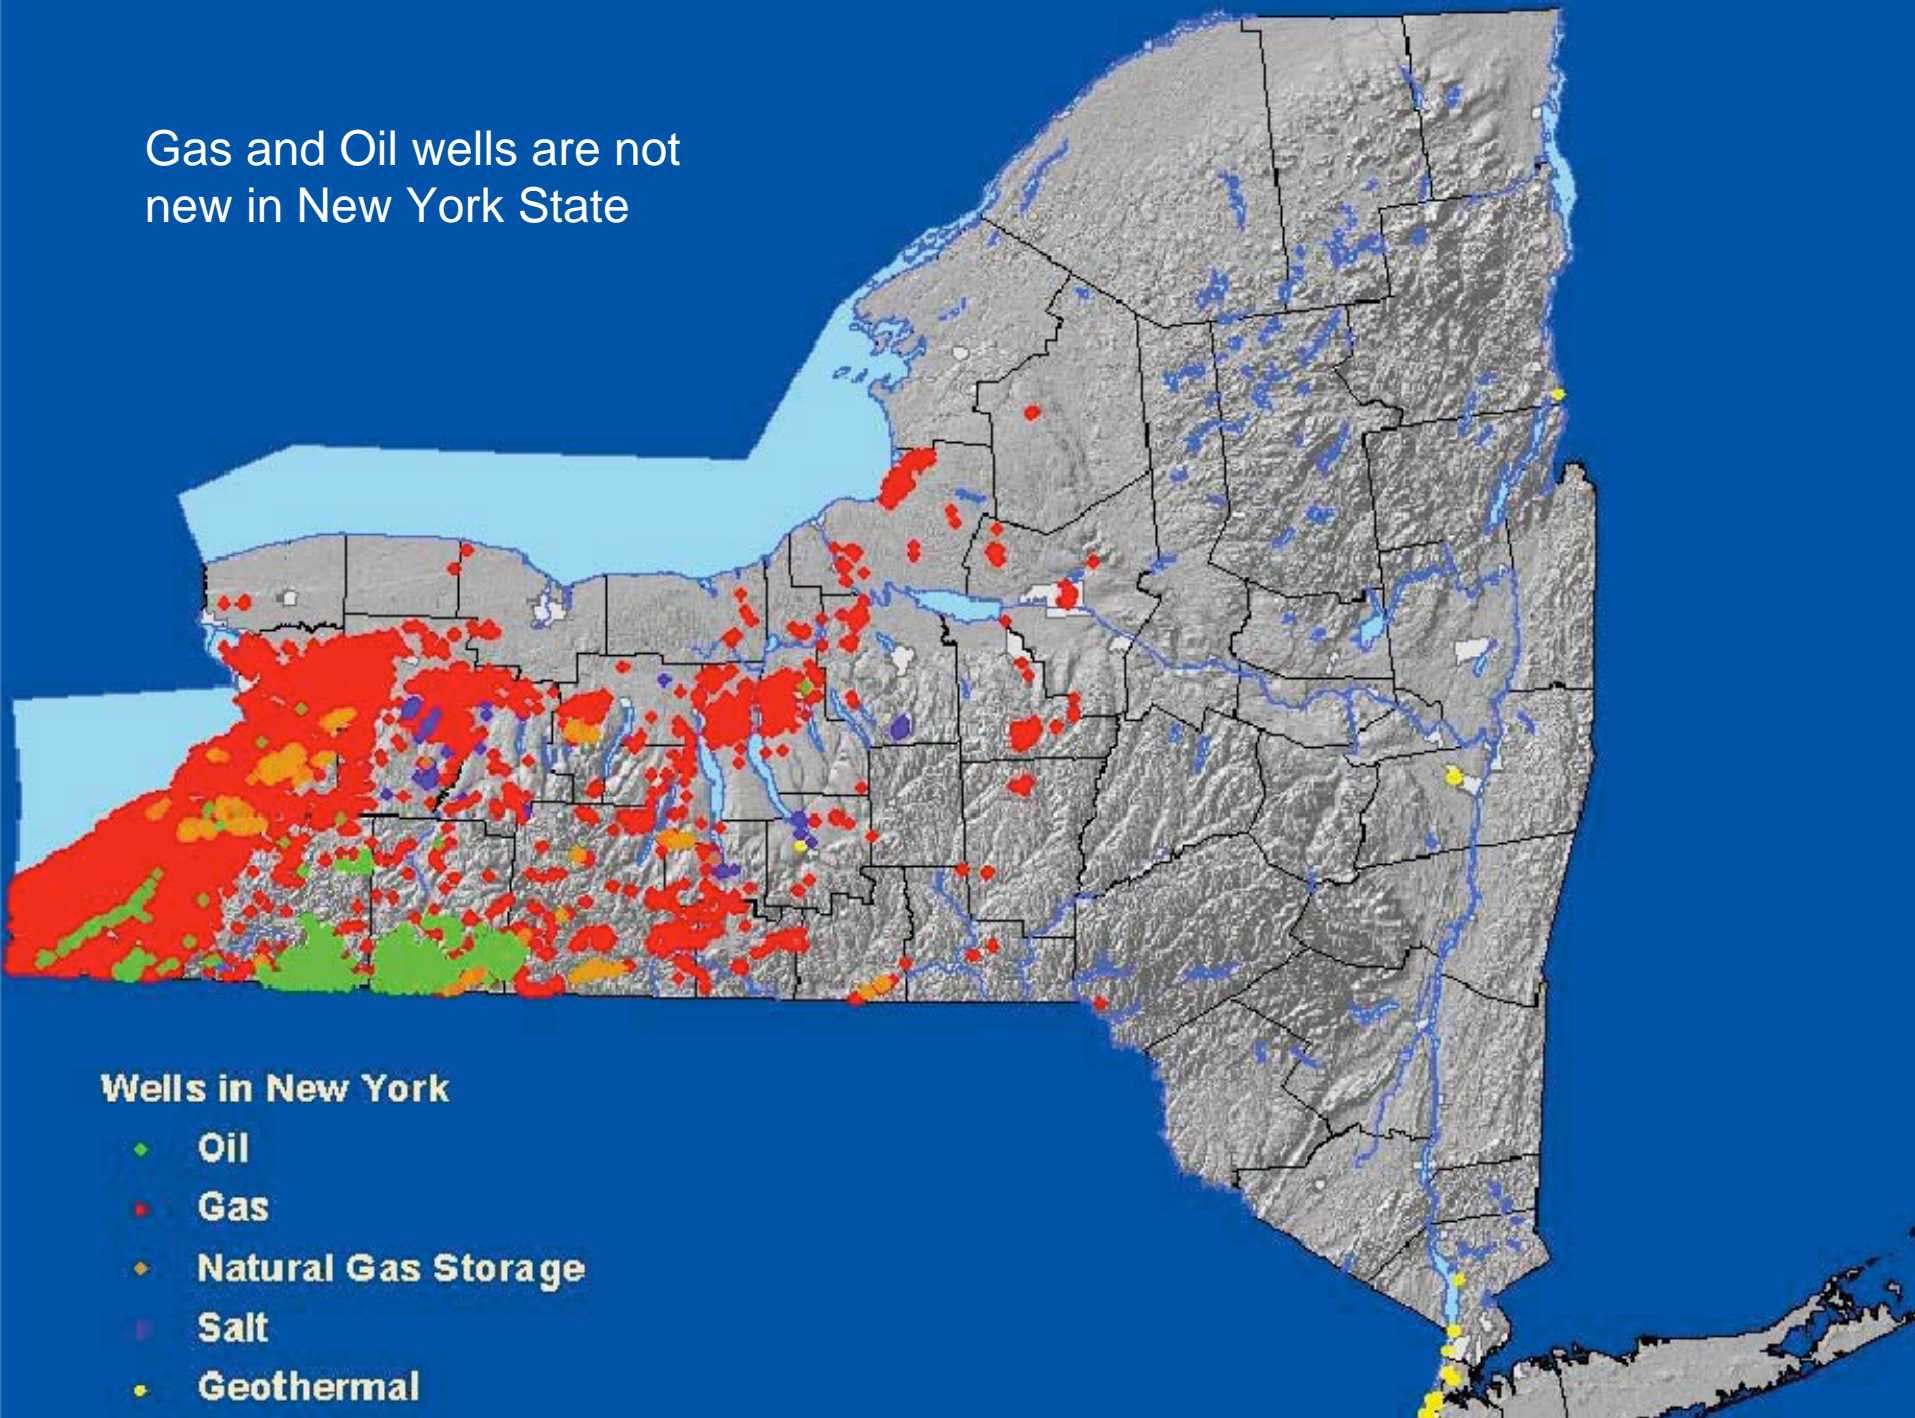 Gas and Oil wells are not
new in New York State
Wells in New York
Oil
Gas
Natural Gas Storage
Salt
Geothermal